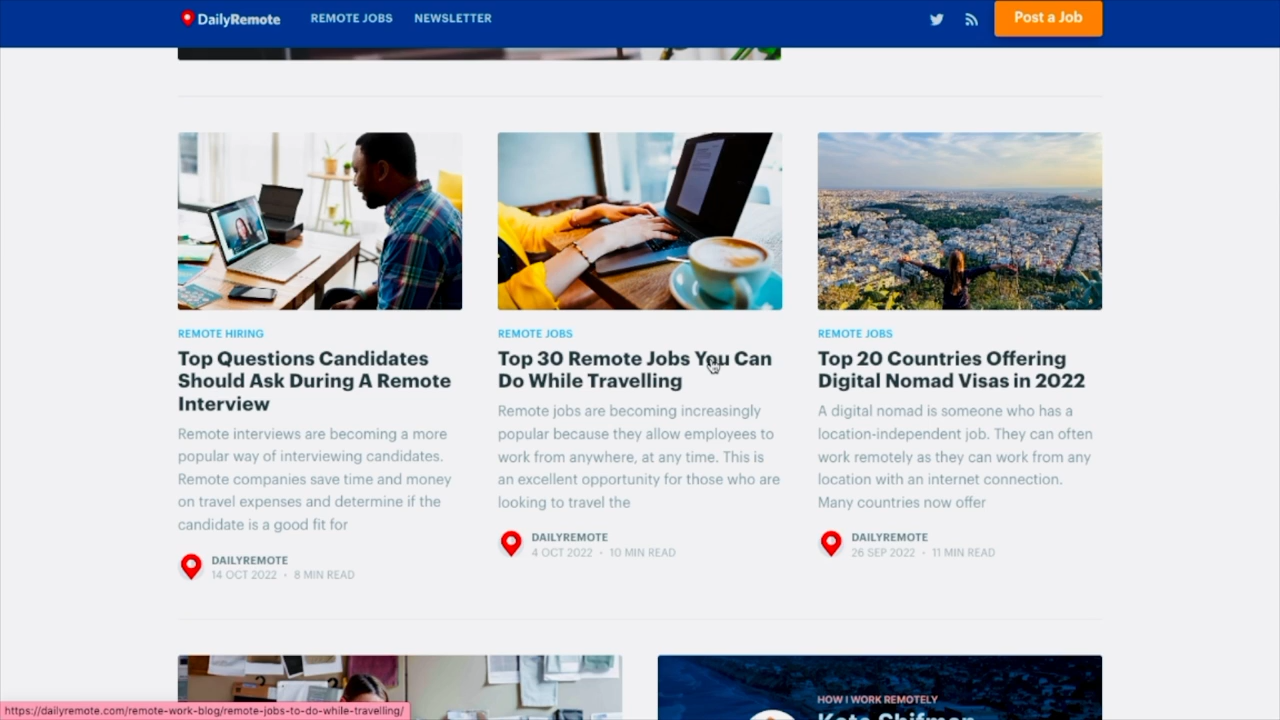 DailyRemote REMOTE JOBS NEWSLETTER Post a Job
REMOTE HIRING
Top Questions Candidates
Should Ask During A Remote
Interview
Remote interviews are becoming a more
popular way of interviewing candidates.
Remote companies save time and money
on travel expenses and determine if the
candidate is a good fit for
DAILYREMOTE
14 OCT 2022 • 8 MIN READ
REMOTE JOBS
Top 30 Remote Jobs You Can
Do While Travelling
Remote jobs are becoming increasingly
popular because they allow employees to
work from anywhere, at any time. This is
an excellent opportunity for those who are
looking to travel the
DAILYREMOTE
4 OCT 2022 • 10 MIN READ
REMOTE JOBS
Top 20 Countries Offering
Digital Nomad Visas in 2022
A digital nomad is someone who has a
location-independent job. They can often
work remotely as they can work from any
location with an internet connection.
Many countries now offer
DAILYREMOTE
26 SEP 2022 • 11 MIN READ
HOW I WORK REMOTELY
https://dailyremote.com/remote-work-blog/remote-jobs-to-do-while-travelling/